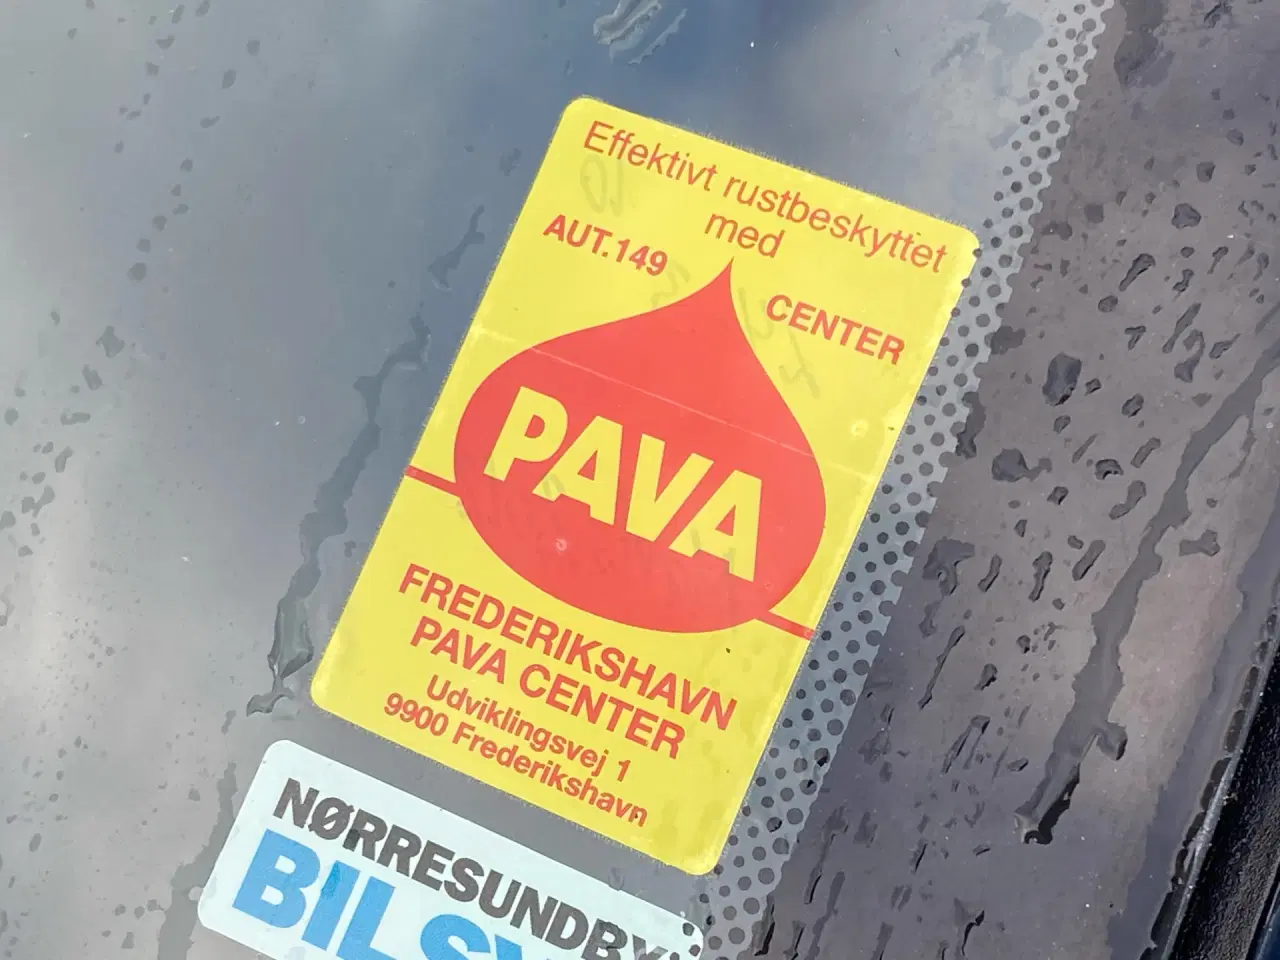 Effektivt rustbeskyttet
med
AUT.149
CENTER
PAVA
FREDERIKSHAVN
PAVA CENTER
Udviklingsvej 1
9900 Frederikshavn
NØRRESUNDBY